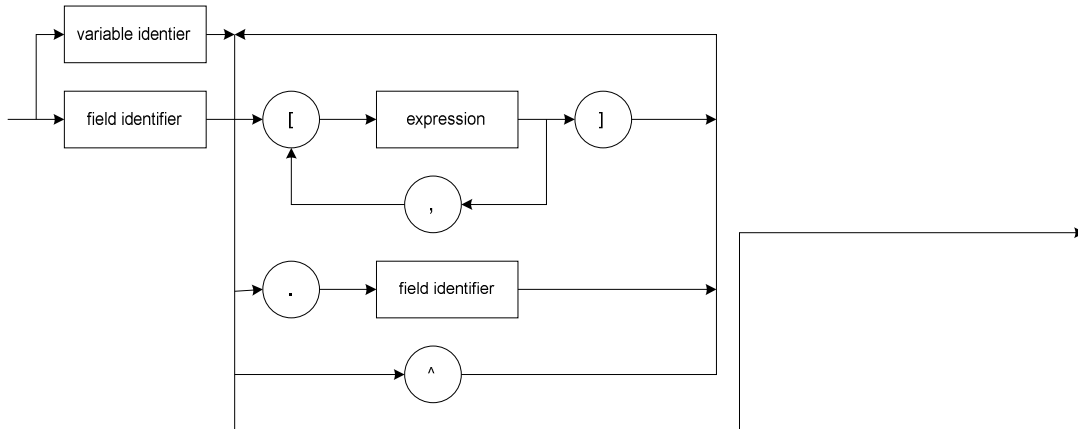 variable identier
field identifier
[
expression
]
,
.
field identifier
^